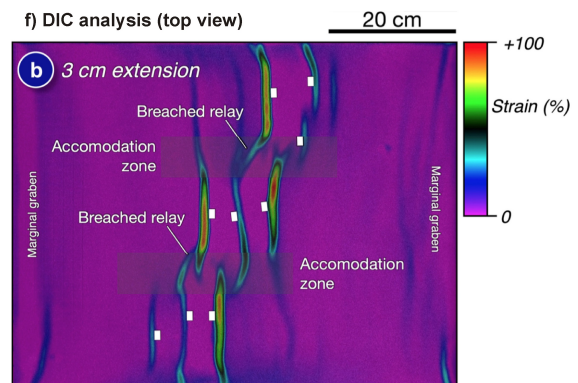 f) DIC analysis (top view)
20 cm
b 3 cm extension
+100
Strain (%)
0
Breached relay
Accomodation
zone
Marginal graben
Marginal graben
Breached relay
Accomodation
zone